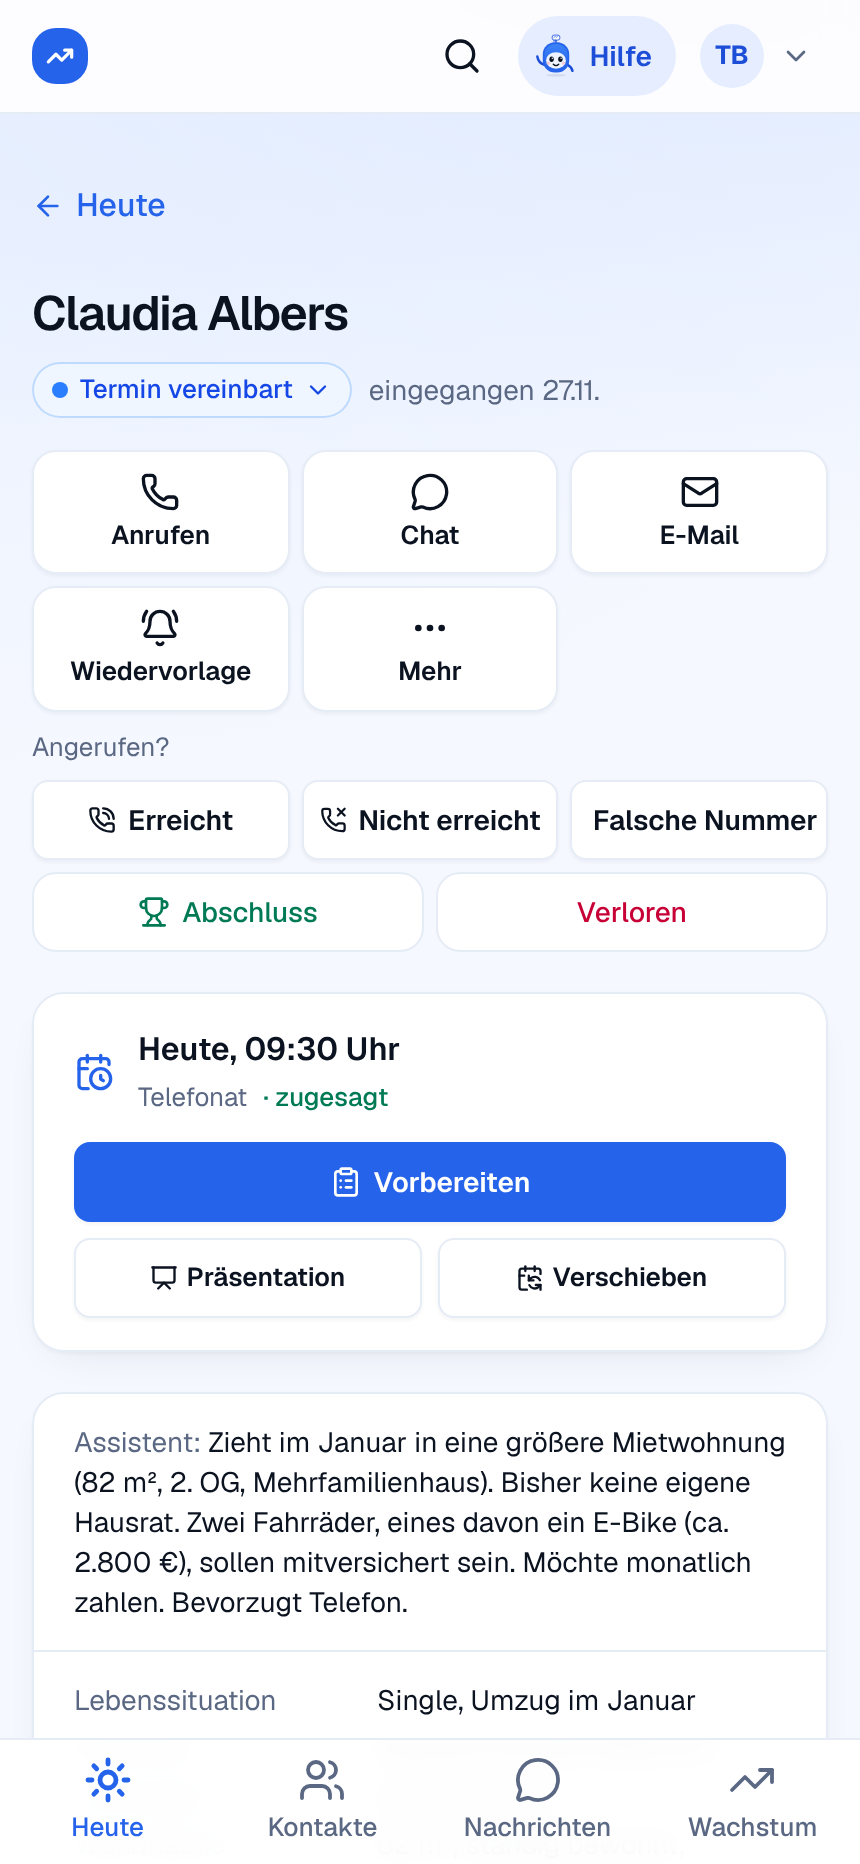 Hilfe
TB
Heute
Claudia Albers
Termin vereinbart
eingegangen 27.11.
Anrufen
Chat
E-Mail
Wiedervorlage
Mehr
Angerufen?
Erreicht
Nicht erreicht
Falsche Nummer
Abschluss
Verloren
Heute, 09:30 Uhr
Telefonat · zugesagt
Vorbereiten
Präsentation
Verschieben
Assistent: Zieht im Januar in eine größere Mietwohnung
(82 m², 2. OG, Mehrfamilienhaus). Bisher keine eigene
Hausrat. Zwei Fahrräder, eines davon ein E-Bike (ca.
2.800 €), sollen mitversichert sein. Möchte monatlich
zahlen. Bevorzugt Telefon.
Lebenssituation
Single, Umzug im Januar
Heute
Kontakte
Nachrichten
Wachstum